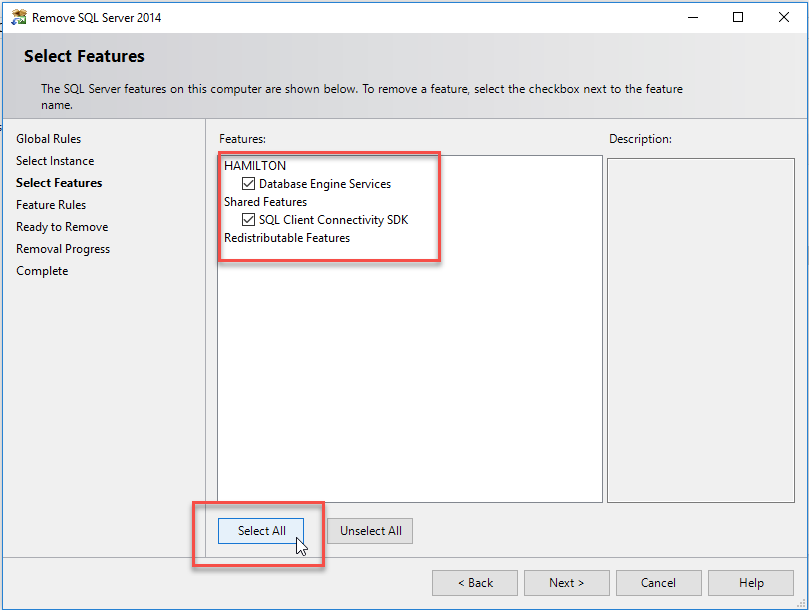 Remove SQL Server 2014
Select Features
The SQL Server features on this computer are shown below. To remove a feature, select the checkbox next to the feature
name.
Global Rules
Select Instance
Select Features
Feature Rules
Ready to Remove
Removal Progress
Complete
Features:
HAMILTON
Database Engine Services
Shared Features
SQL Client Connectivity SDK
Redistributable Features
Description:
Select All
Unselect All
< Back
Next >
Cancel
Help